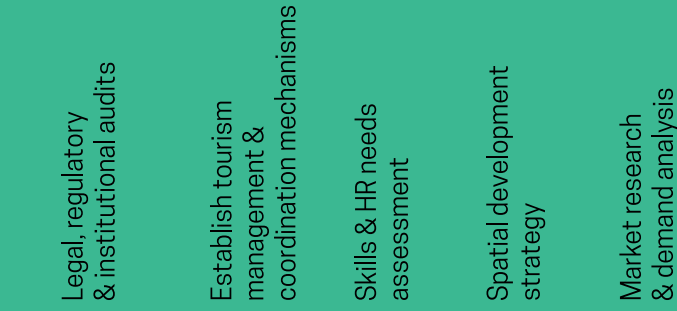 Legal, regulatory
& institutional audits
Establish tourism
management &
coordination mechanisms
Skills & HR needs
assessment
Spatial development
strategy
Market research
& demand analysis